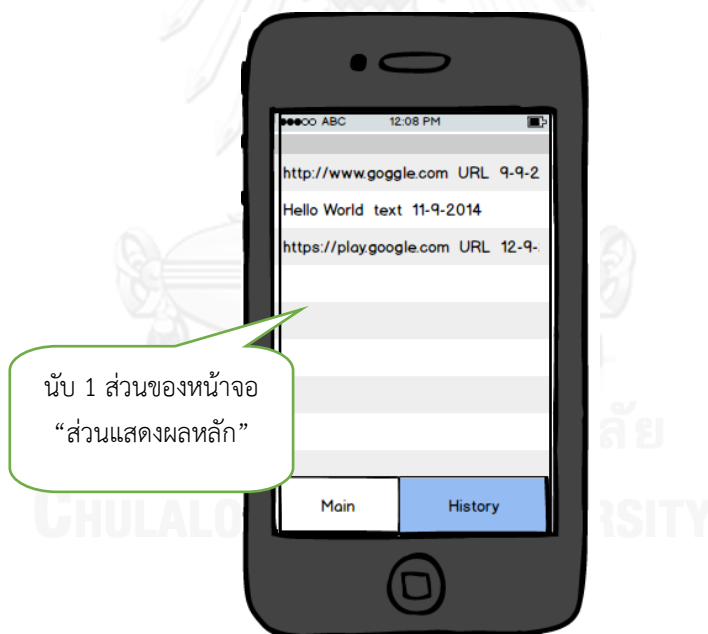 ABC 12:08 PM
http://www.goggle.com URL 9-9-2
Hello World text 11-9-2014
https://play.google.com URL 12-9-
นับ 1 ส่วนของหน้าจอ
“ส่วนแสดงผลหลัก”
Main History